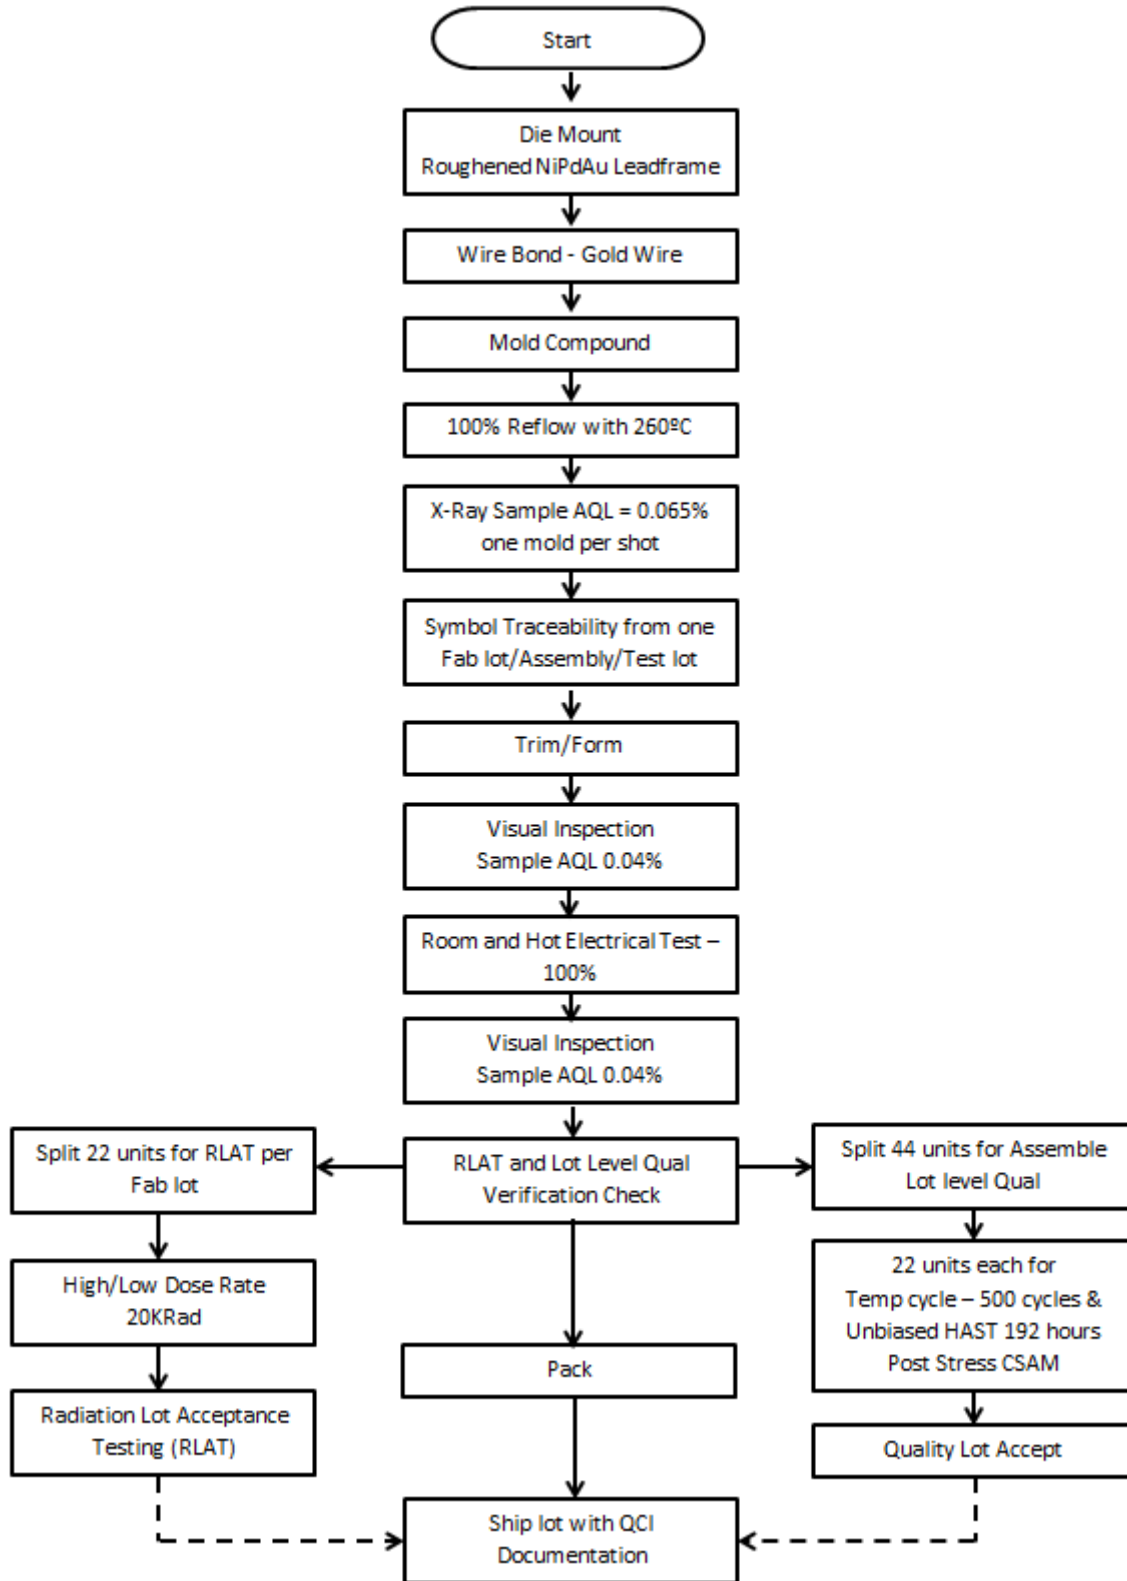 Start
Die Mount
Roughened NiPdAu Leadframe
Wire Bond - Gold Wire
Mold Compound
100% Reflow with 260ºC
X-Ray Sample AQL = 0.065%
one mold per shot
Symbol Traceability from one
Fab lot/Assembly/Test lot
Trim/Form
Visual Inspection
Sample AQL 0.04%
Room and Hot Electrical Test –
100%
Visual Inspection
Sample AQL 0.04%
RLAT and Lot Level Qual
Verification Check
Split 22 units for RLAT per
Fab lot
High/Low Dose Rate
20KRad
Radiation Lot Acceptance
Testing (RLAT)
Split 44 units for Assemble
Lot level Qual
22 units each for
Temp cycle – 500 cycles &
Unbiased HAST 192 hours
Post Stress CSAM
Quality Lot Accept
Pack
Ship lot with QCI
Documentation